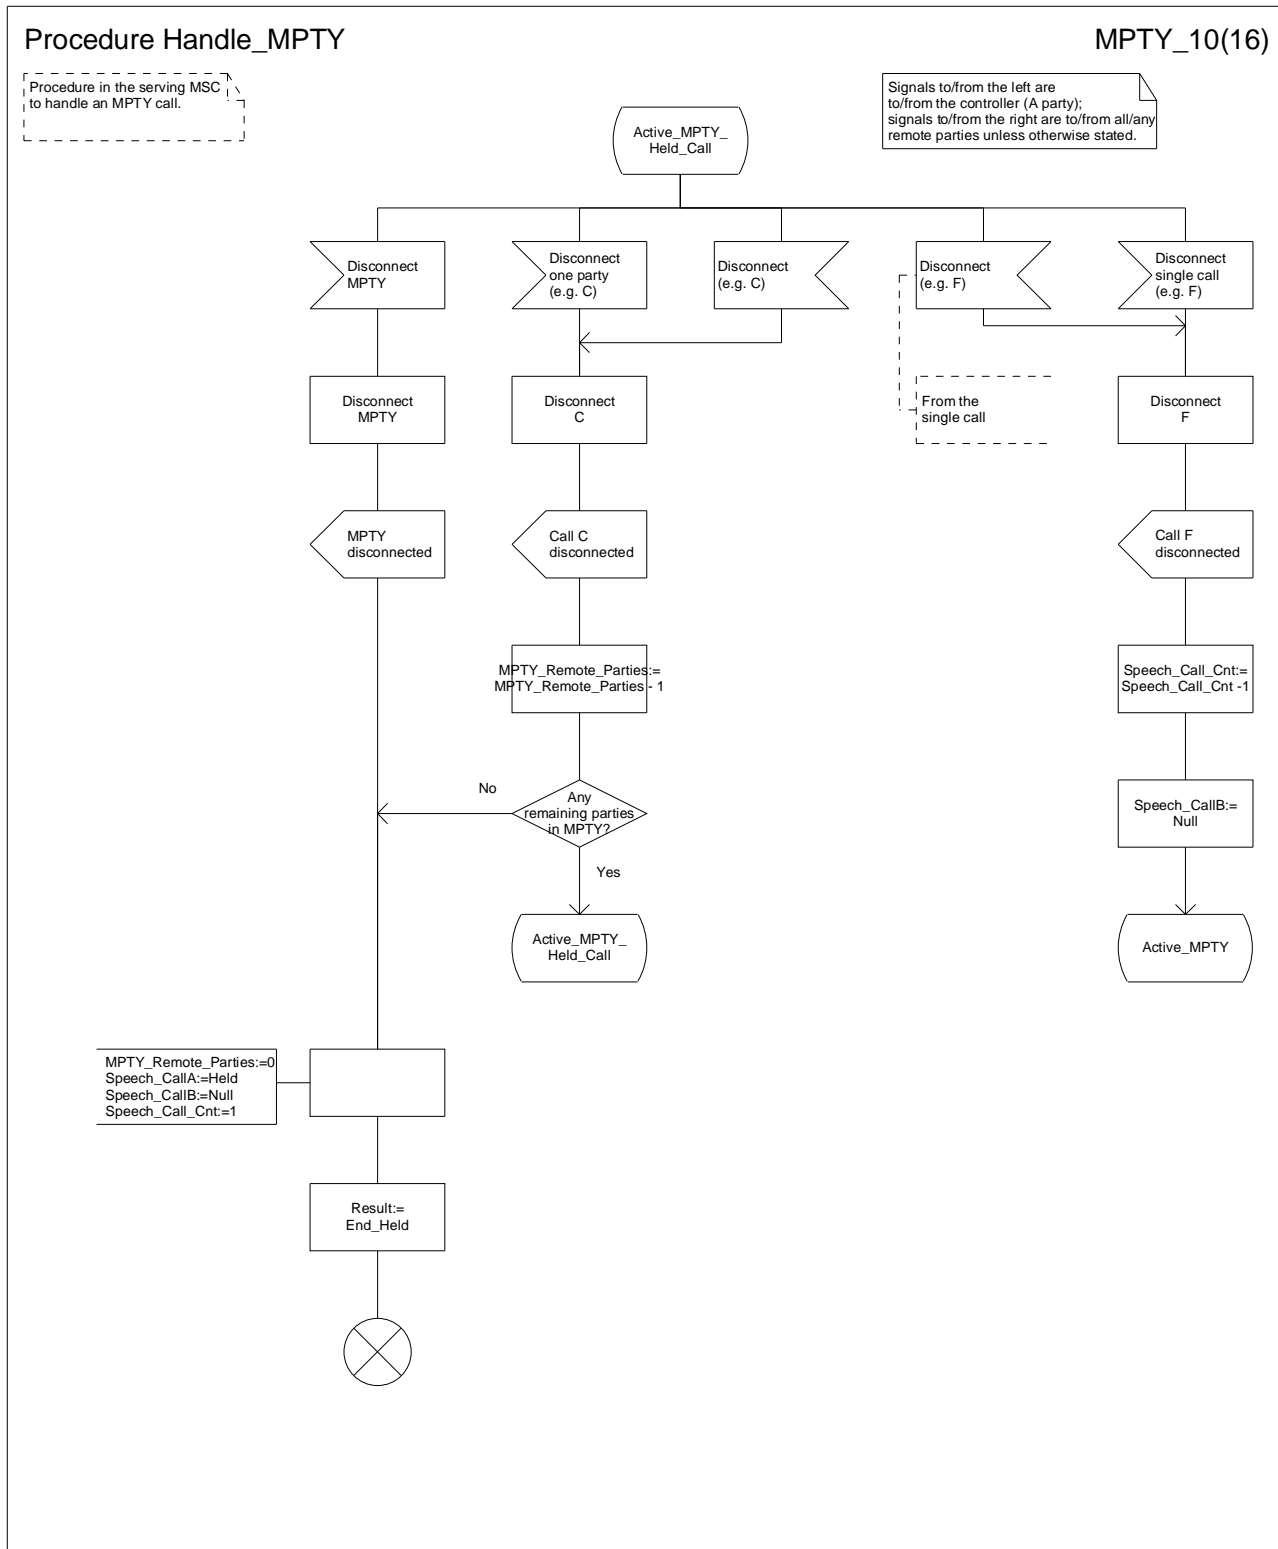 Procedure Handle_MPTY
MPTY_10(16)
Procedure in the serving MSC
to handle an MPTY call.
Signals to/from the left are
to/from the controller (A party);
signals to/from the right are to/from all/any
remote parties unless otherwise stated.
Active_MPTY_
Held_Call
Disconnect
MPTY
Disconnect
one party
(e.g. C)
Disconnect
(e.g. C)
Disconnect
(e.g. F)
Disconnect
single call
(e.g. F)
Disconnect
MPTY
Disconnect
C
From the
single call
Disconnect
F
MPTY
disconnected
Call C
disconnected
Call F
disconnected
MPTY_Remote_Parties:=
MPTY_Remote_Parties - 1
Speech_Call_Cnt:=
Speech_Call_Cnt -1
No
Any
remaining parties
in MPTY?
Yes
Speech_CallB:=
Null
Active_MPTY_
Held_Call
Active_MPTY
MPTY_Remote_Parties:=0
Speech_CallA:=Held
Speech_CallB:=Null
Speech_Call_Cnt:=1
Result:=
End_Held